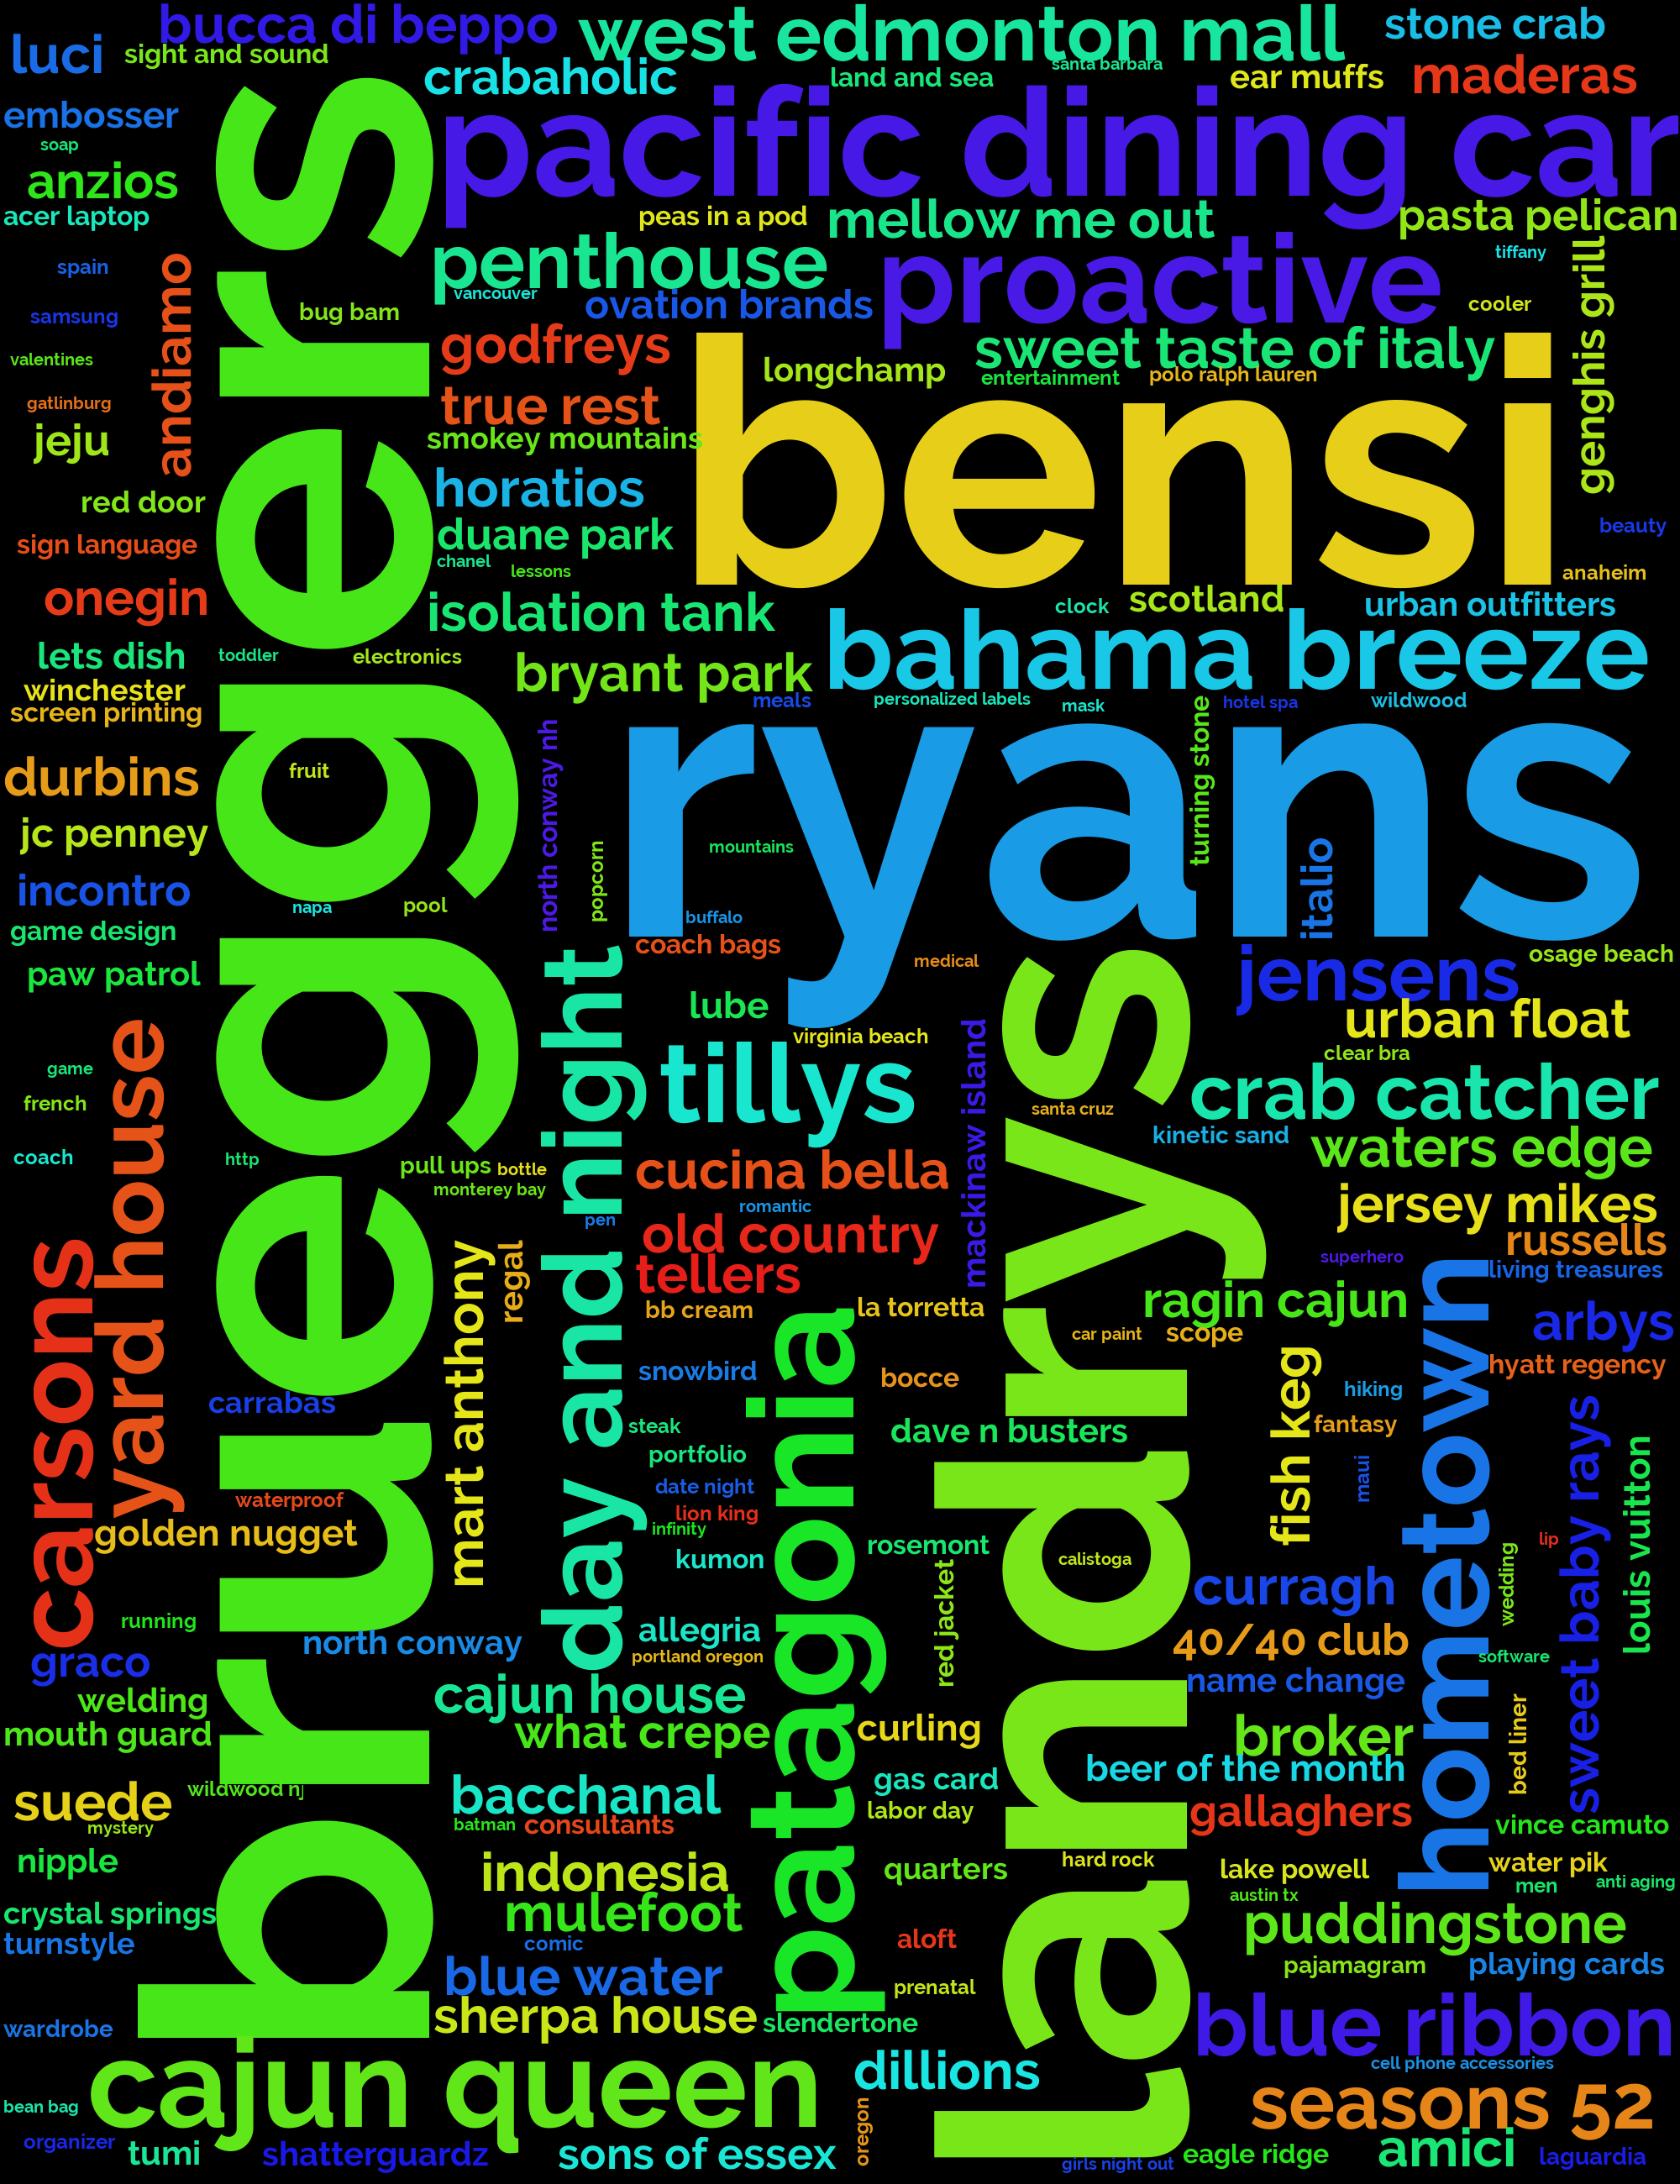 bucca di beppo
west edmonton mall
stone crab
luci
sight and sound
crabaholic
land and sea
santa barbara
ear muffs
maderas
embosser
soap
anzios
acer laptop
pacific dining car
peas in a pod
mellow me out
pasta pelican
spain
andiamo
penthouse
vancouver
ovation brands
proactive
tiffany
cooler
genghis grill
samsung
bug bam
valentines
godfreys
longchamp
sweet taste of italy
entertainment
polo ralph lauren
gatlinburg
jeju
true rest
smokey mountains
bensi
red door
horatios
sign language
duane park
chanel
lessons
beauty
anaheim
onegin
isolation tank
clock
scotland
urban outfitters
lets dish
toddler
electronics
bryant park
bahama breeze
winchester
screen printing
meals
personalized labels
mask
turning stone
hotel spa
wildwood
durbins
fruit
north conway nh
ryans
jc penney
popcorn
mountains
italio
incontro
napa
pool
buffalo
game design
coach bags
medical
jensens
osage beach
paw patrol
lube
urban float
brueggers
yard house
virginia beach
mackinaw island
clear bra
game
tillys
crab catcher
french
santa cruz
kinetic sand
waters edge
coach
http
pull ups
bottle
monterey bay
cucina bella
day and night
romantic
jersey mikes
pen
old country
russells
carsons
mart anthony
regal
tellers
superhero
living treasures
bb cream
la torretta
ragin cajun
arbys
car paint
scope
landrys
hometown
snowbird
bocce
fish keg
hiking
hyatt regency
carrabas
steak
patagonia
dave n busters
fantasy
sweet baby rays
portfolio
louis vuitton
date night
maui
waterproof
lion king
infinity
golden nugget
kumon
rosemont
calistoga
lip
wedding
red jacket
curragh
running
north conway
allegria
portland oregon
40/40 club
software
graco
name change
welding
cajun house
mouth guard
what crepe
curling
broker
bed liner
beer of the month
suede
wildwood nj
bacchanal
gas card
mystery
batman
consultants
labor day
gallaghers
vince camuto
nipple
indonesia
quarters
hard rock
lake powell
water pik
men
anti aging
austin tx
crystal springs
mulefoot
puddingstone
turnstyle
comic
aloft
blue water
prenatal
pajamagram
playing cards
wardrobe
sherpa house
slendertone
blue ribbon
cajun queen
dillions
cell phone accessories
bean bag
seasons 52
oregon
organizer
tumi
shatterguardz
sons of essex
girls night out
eagle ridge
amici
laguardia